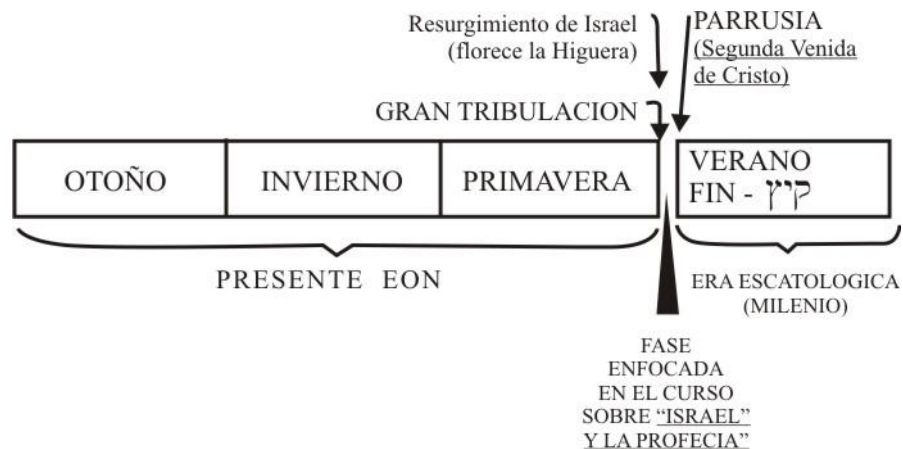 Resurgimiento de Israel
(florece la Higuera)
PARRUSIA
(Segunda Venida
de Cristo)
GRAN TRIBULACION
OTOÑO
INVIERNO
PRIMAVERA
VERANO
FIN - קיץ
PRESENTE EON
ERA ESCATOLOGICA
(MILENIO)
FASE
ENFOCADA
EN EL CURSO
SOBRE “ISRAEL”
Y LA PROFECIA”